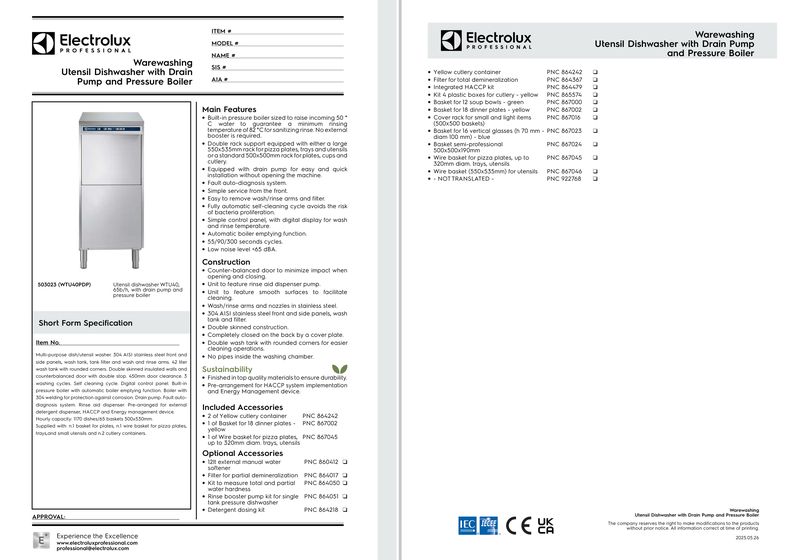 Electrolux
PROFESSIONAL
Warewashing
Utensil Dishwasher with Drain
Pump and Pressure Boiler
ITEM #
MODEL #
NAME #
SIS #
AIA #
503023 (WTU40PDP)
Utensil dishwasher WTU40,
65b/h, with drain pump and
pressure boiler
Short Form Specification
Item No.
Multi-purpose dish/utensil washer. 304 AISI stainless steel front and
side panels, wash tank, tank filter and wash and rinse arms. 42 liter
wash tank with rounded corners. Double skinned insulated walls and
counterbalanced door with double stop. 450mm door clearance. 3
washing cycles. Self cleaning cycle. Digital control panel. Built-in
pressure boiler with automatic boiler emptying function. Boiler with
304 welding for protection against corrosion. Drain pump. Fault auto-
diagnosis system. Rinse aid dispenser. Pre-arranged for external
detergent dispenser, HACCP and Energy management device.
Hourly capacity: 1170 dishes/65 baskets 500x530mm.
Supplied with: n.1 basket for plates, n.1 wire basket for pizza plates,
trays,and small utensils and n.2 cutlery containers.
APPROVAL:
Main Features
• Built-in pressure boiler sized to raise incoming 50 °
C water to guarantee a minimum rinsing
temperature of 82 °C for sanitizing rinse. No external
booster is required.
• Double rack support equipped with either a large
550x535mm rack for pizza plates, trays and utensils
or a standard 500x500mm rack for plates, cups and
cutlery.
• Equipped with drain pump for easy and quick
installation without opening the machine.
• Fault auto-diagnosis system.
• Simple service from the front.
• Easy to remove wash/rinse arms and filter.
• Fully automatic self-cleaning cycle avoids the risk
of bacteria proliferation.
• Simple control panel, with digital display for wash
and rinse temperature.
• Automatic boiler emptying function.
• 55/90/300 seconds cycles.
• Low noise level <65 dBA.
Construction
• Counter-balanced door to minimize impact when
opening and closing.
• Unit to feature rinse aid dispenser pump.
• Unit to feature smooth surfaces to facilitate
cleaning.
• Wash/rinse arms and nozzles in stainless steel.
• 304 AISI stainless steel front and side panels, wash
tank and filter.
• Double skinned construction.
• Completely closed on the back by a cover plate.
• Double wash tank with rounded corners for easier
cleaning operations.
• No pipes inside the washing chamber.
Sustainability
• Finished in top quality materials to ensure durability.
• Pre-arrangement for HACCP system implementation
and Energy Management device.
Included Accessories
• 2 of Yellow cutlery container PNC 864242
• 1 of Basket for 18 dinner plates - PNC 867002
yellow
• 1 of Wire basket for pizza plates, PNC 867045
up to 320mm diam. trays, utensils
Optional Accessories
• 12lt external manual water PNC 860412 ❑
softener
• Filter for partial demineralization PNC 864017 ❑
• Kit to measure total and partial PNC 864050 ❑
water hardness
• Rinse booster pump kit for single PNC 864051 ❑
tank pressure dishwasher
• Detergent dosing kit PNC 864218 ❑
Experience the Excellence
www.electroluxprofessional.com
professional@electrolux.com
Electrolux
PROFESSIONAL
Warewashing
Utensil Dishwasher with Drain Pump
and Pressure Boiler
• Yellow cutlery container PNC 864242 ❑
• Filter for total demineralization PNC 864367 ❑
• Integrated HACCP kit PNC 864479 ❑
• Kit 4 plastic boxes for cutlery - yellow PNC 865574 ❑
• Basket for 12 soup bowls - green PNC 867000 ❑
• Basket for 18 dinner plates - yellow PNC 867002 ❑
• Cover rack for small and light items PNC 867016 ❑
(500x500 baskets)
• Basket for 16 vertical glasses (h 70 mm - PNC 867023 ❑
diam 100 mm) - blue
• Basket semi-professional PNC 867024 ❑
500x500x190mm
• Wire basket for pizza plates, up to PNC 867045 ❑
320mm diam. trays, utensils
• Wire basket (550x535mm) for utensils PNC 867046 ❑
• - NOT TRANSLATED - PNC 922768 ❑
IEC
IECEE
CE
UK
CA
Warewashing
Utensil Dishwasher with Drain Pump and Pressure Boiler
The company reserves the right to make modifications to the products
without prior notice. All information correct at time of printing.
2025.05.26